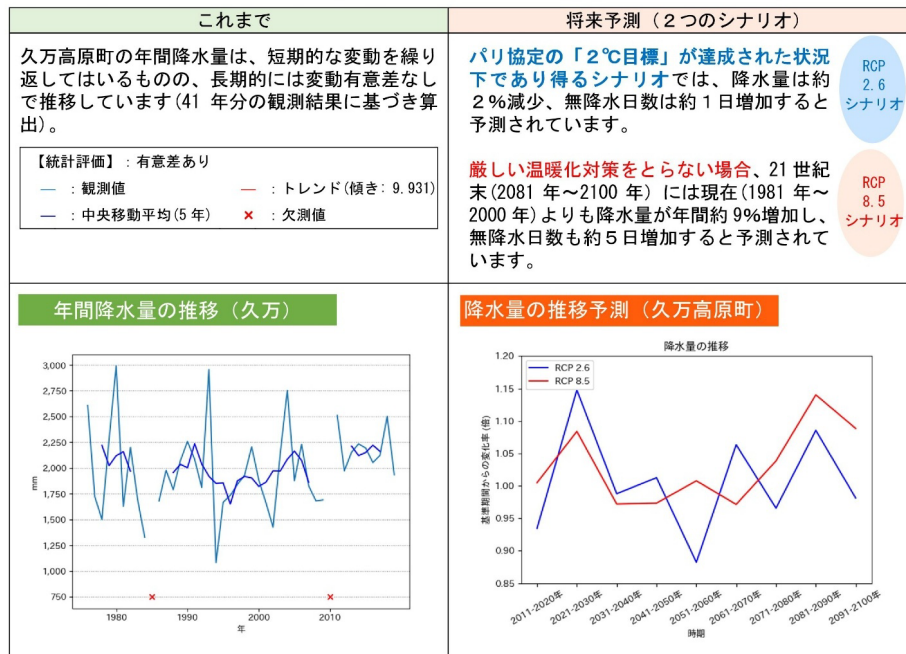 これまで
久万高原町の年間降水量は、短期的な変動を繰り
返してはいるものの、長期的には変動有意差なし
で推移しています(41 年分の観測結果に基づき算
出)。
【統計評価】：有意差あり
― ：観測値
― ：トレンド(傾き: 9.931)
― ：中央移動平均(5 年)
× ：欠測値
将来予測（２つのシナリオ）
パリ協定の「２℃目標」が達成された状況
下であり得るシナリオでは、降水量は約
２％減少、無降水日数は約１日増加すると
予測されています。
RCP
2.6
シナリオ
厳しい温暖化対策をとらない場合、21 世紀
末(2081 年～2100 年) には現在(1981 年～
2000 年)よりも降水量が年間約 9％増加し、
無降水日数も約５日増加すると予測されて
います。
RCP
8.5
シナリオ
年間降水量の推移（久万）
3,000
2,750
2,500
2,250
2,000
1,750
1,500
1,250
1,000
750
mm
1980
1990
2000
2010
年
降水量の推移予測（久万高原町）
降水量の推移
RCP 2.6
RCP 8.5
1.20
1.15
1.10
1.05
1.00
0.95
0.90
0.85
基準期間からの変化率 (倍)
2011-2020年
2021-2030年
2031-2040年
2041-2050年
2051-2060年
2061-2070年
2071-2080年
2081-2090年
2091-2100年
時期